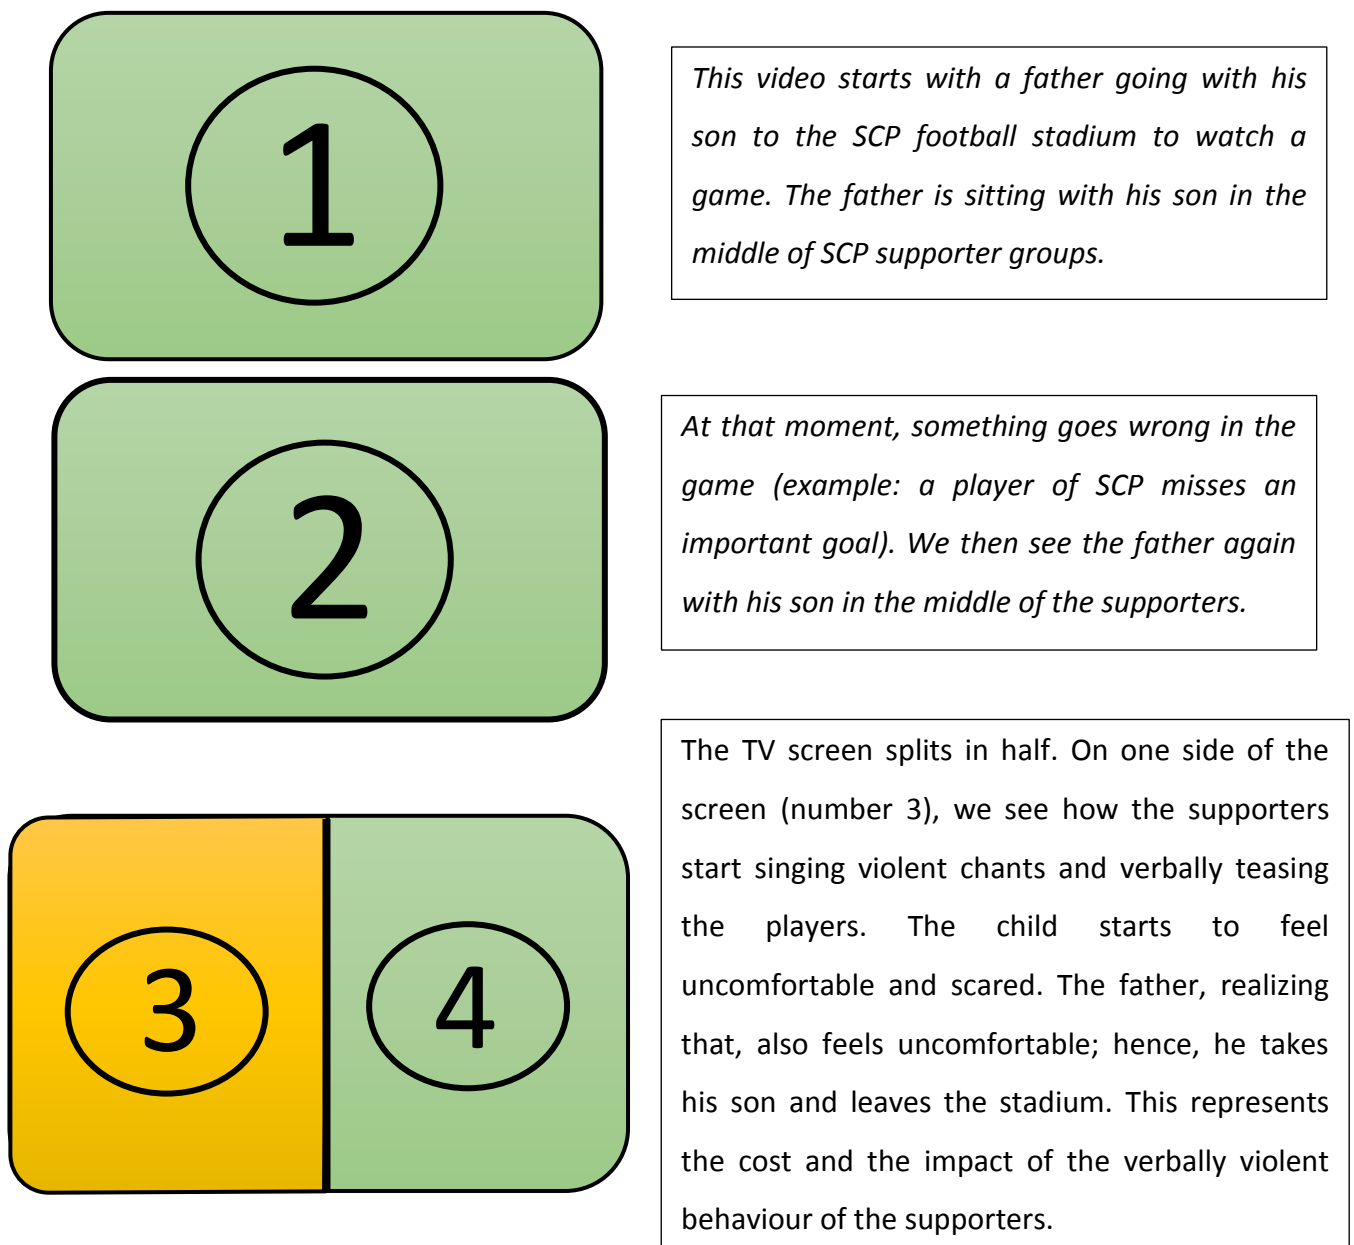 1
This video starts with a father going with his
son to the SCP football stadium to watch a
game. The father is sitting with his son in the
middle of SCP supporter groups.
2
At that moment, something goes wrong in the
game (example: a player of SCP misses an
important goal). We then see the father again
with his son in the middle of the supporters.
3
4
The TV screen splits in half. On one side of the
screen (number 3), we see how the supporters
start singing violent chants and verbally teasing
the players. The child starts to feel
uncomfortable and scared. The father, realizing
that, also feels uncomfortable; hence, he takes
his son and leaves the stadium. This represents
the cost and the impact of the verbally violent
behaviour of the supporters.